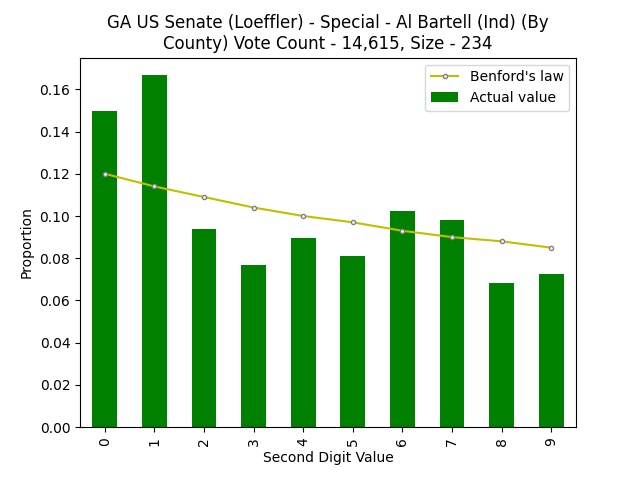 GA US Senate (Loeffler) - Special - Al Bartell (Ind) (By
County) Vote Count - 14,615, Size - 234
Benford's law
Actual value
0.16
0.14
0.12
0.10
0.08
0.06
0.04
0.02
0.00
Proportion
0 1 2 3 4 5 6 7 8 9
Second Digit Value